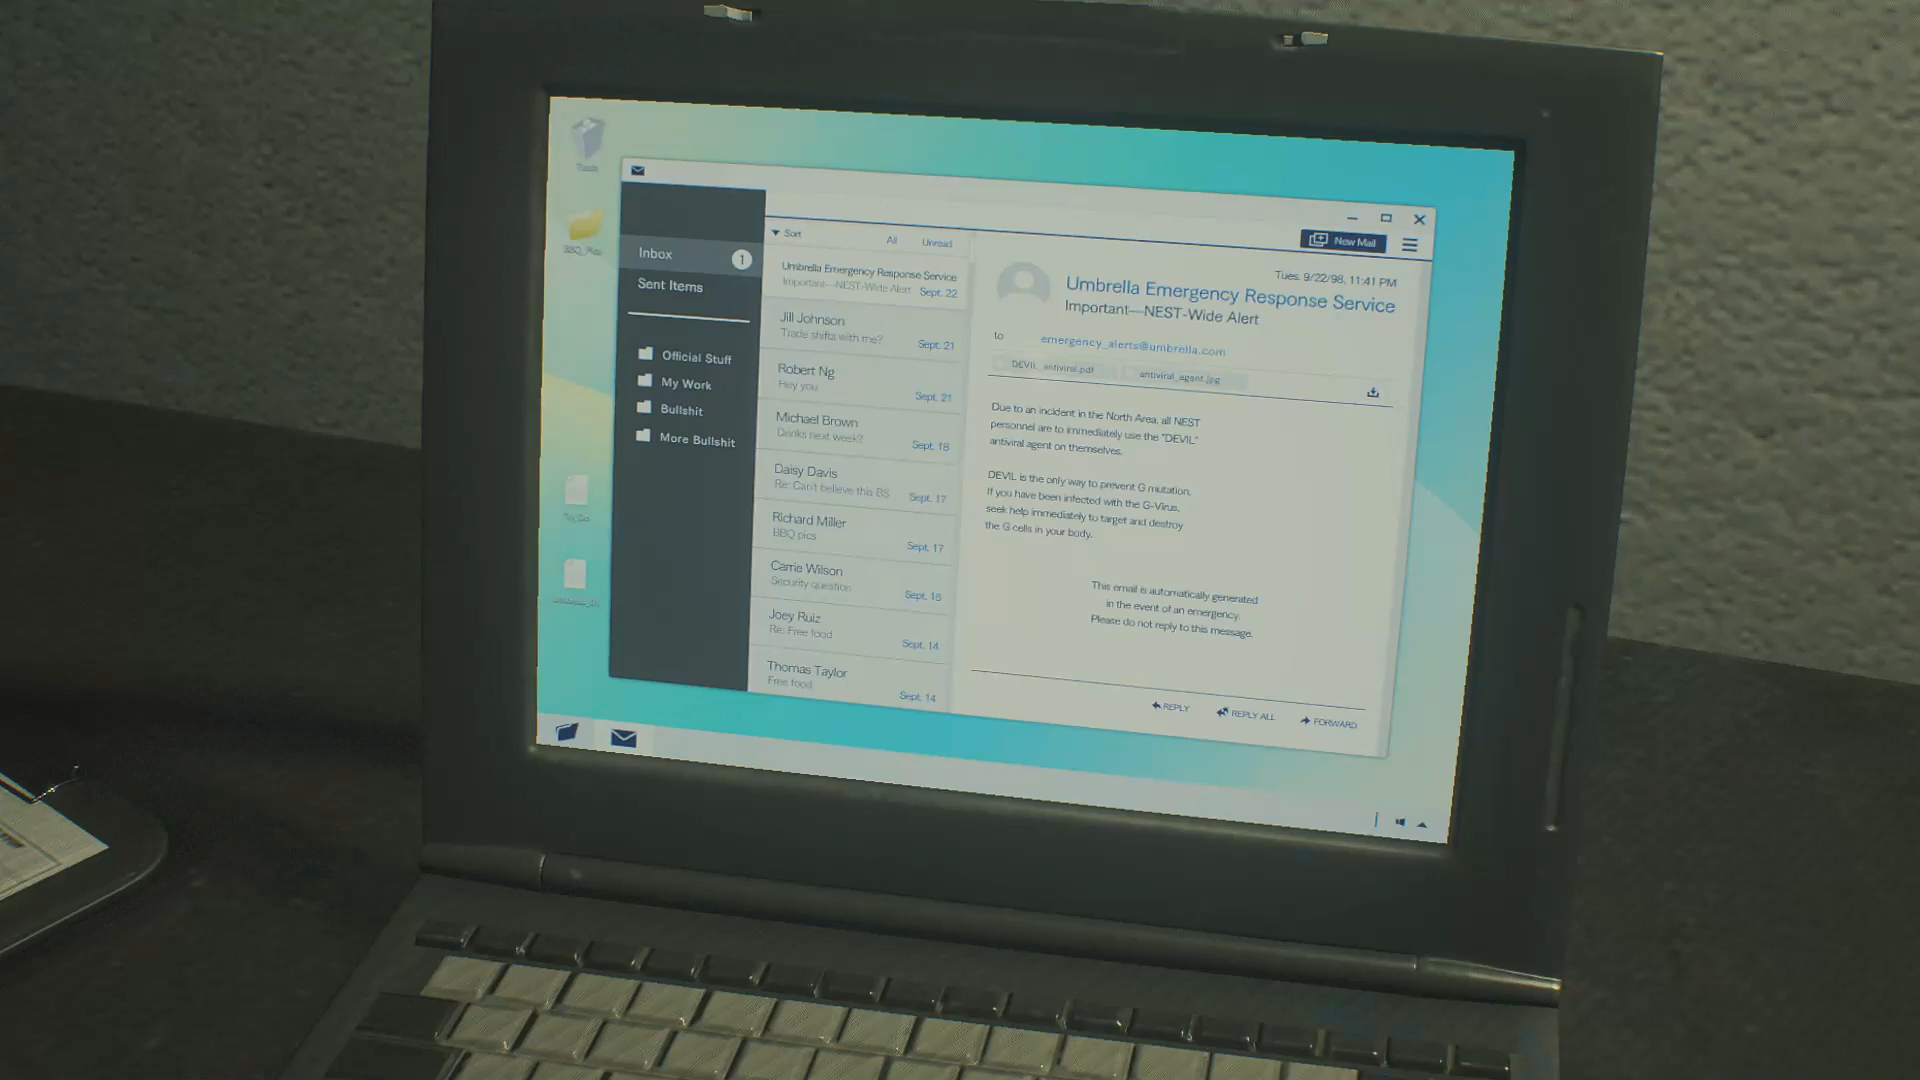 Inbox
1
Sent Items
Official Stuff
My Work
Bullshit
More Bullshit
Sort
All
Unread
Umbrella Emergency Response Service
Important—NEST-Wide Alert
Sept. 22
Jill Johnson
Trade shifts with me?
Sept. 21
Robert Ng
Hey you
Sept. 21
Michael Brown
Drinks next week?
Sept. 18
Daisy Davis
Re: Can't believe this BS
Sept. 17
Richard Miller
BBQ pics
Sept. 17
Carrie Wilson
Security question
Sept. 16
Joey Ruiz
Re: Free food
Sept. 14
Thomas Taylor
Free food
Sept. 14
New Mail
Tues. 9/22/98, 11:41 PM
Umbrella Emergency Response Service
Important—NEST-Wide Alert
to
emergency_alerts@umbrella.com
DEVIL_antiviral.pdf
antiviral_agent.jpg
Due to an incident in the North Area, all NEST
personnel are to immediately use the "DEVIL"
antiviral agent on themselves.
DEVIL is the only way to prevent G mutation.
If you have been infected with the G-Virus,
seek help immediately to target and destroy
the G cells in your body.
This email is automatically generated
in the event of an emergency.
Please do not reply to this message.
REPLY
REPLY ALL
FORWARD
BBQ_Pics